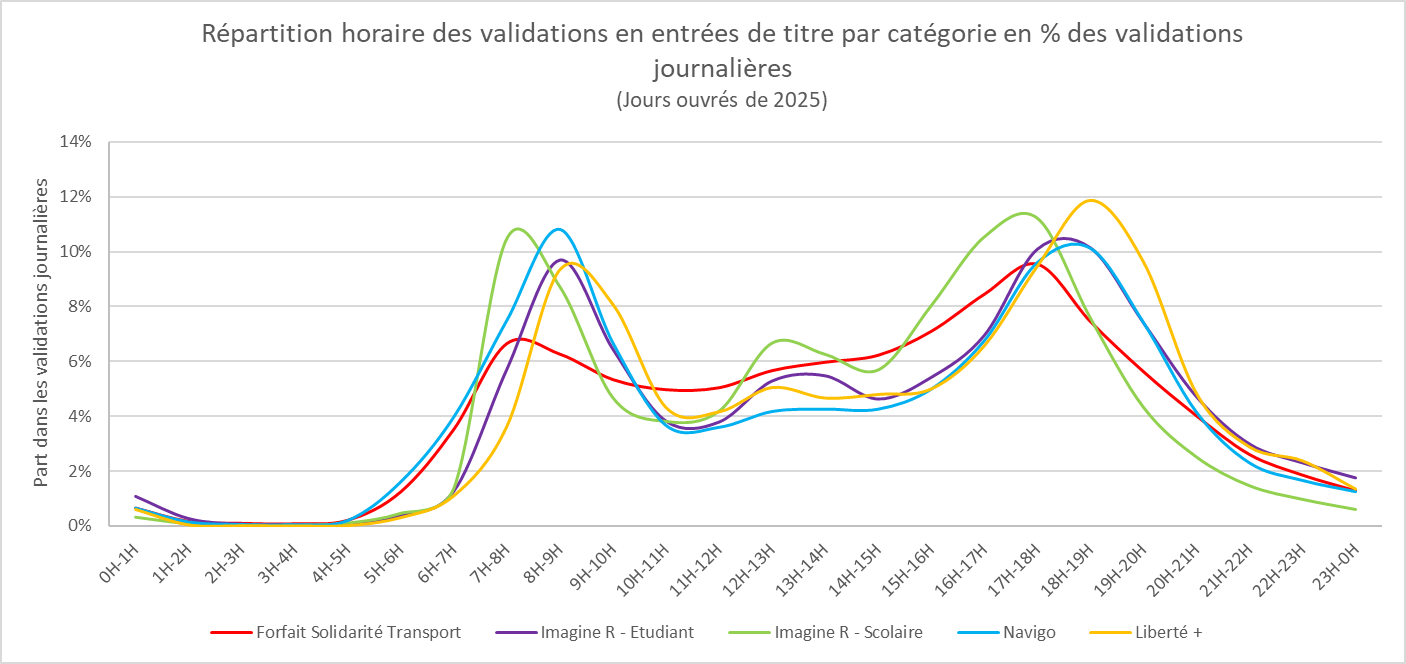 Répartition horaire des validations en entrées de titre par catégorie en % des validations
journalières
(Jours ouvrés de 2025)
Part dans les validations journalières
14%
12%
10%
8%
6%
4%
2%
0%
0H-1H
1H-2H
2H-3H
3H-4H
4H-5H
5H-6H
6H-7H
7H-8H
8H-9H
9H-10H
10H-11H
11H-12H
12H-13H
13H-14H
14H-15H
15H-16H
16H-17H
17H-18H
18H-19H
19H-20H
20H-21H
21H-22H
22H-23H
23H-0H
Forfait Solidarité Transport
Imagine R - Etudiant
Imagine R - Scolaire
Navigo
Liberté +